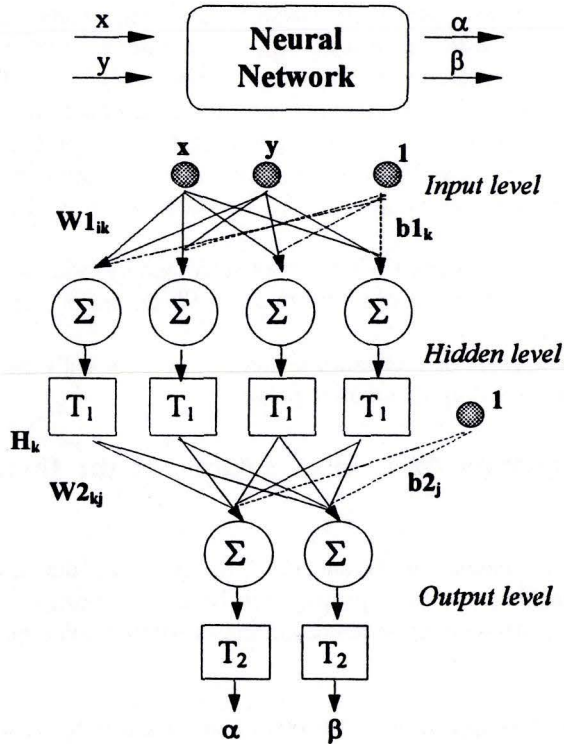 x
Neural
α
y
Network
β
x y 1
Input level
W1ik
b1k
Σ Σ Σ Σ
Hidden level
T1 T1 T1 T1
1
Hk
W2kj
b2j
Σ Σ
Output level
T2 T2
α β